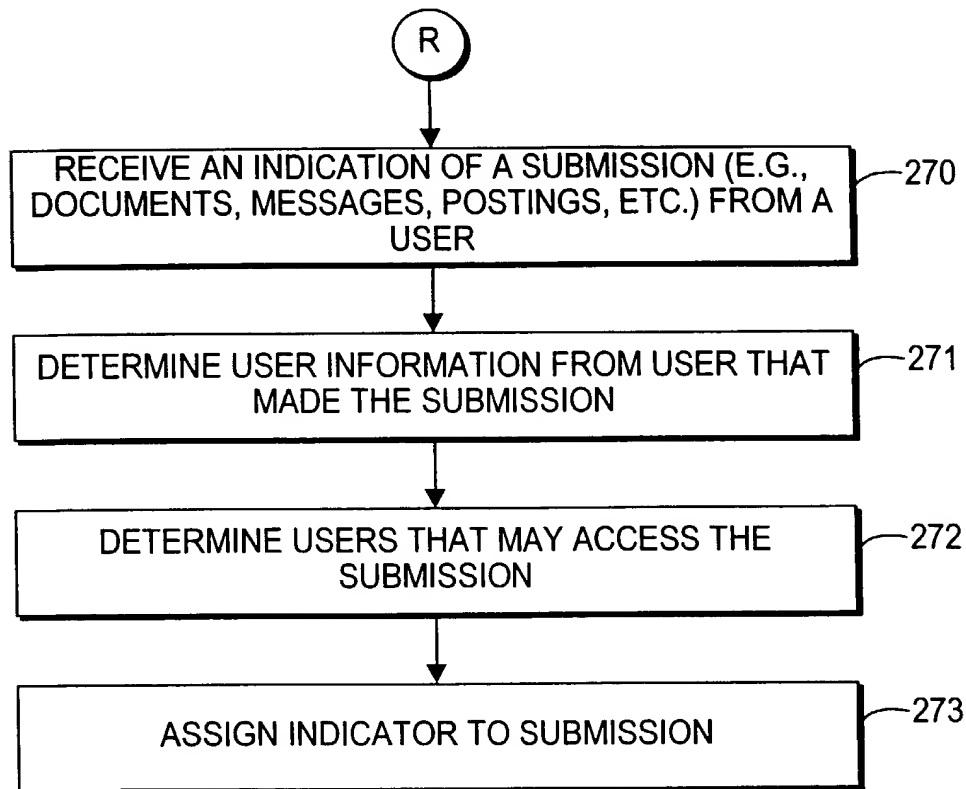 R
RECEIVE AN INDICATION OF A SUBMISSION (E.G.,
DOCUMENTS, MESSAGES, POSTINGS, ETC.) FROM A
USER
270
DETERMINE USER INFORMATION FROM USER THAT
MADE THE SUBMISSION
271
DETERMINE USERS THAT MAY ACCESS THE
SUBMISSION
272
ASSIGN INDICATOR TO SUBMISSION
273